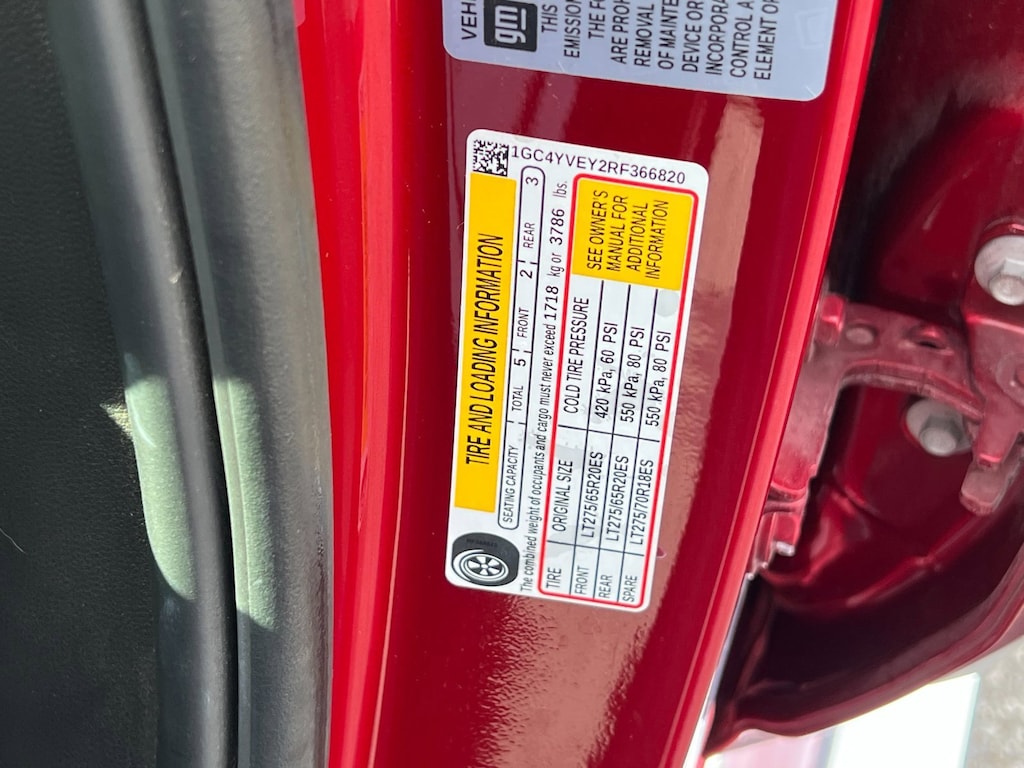 VEHI
gm
THIS
EMISSION
THE FO
ARE PROH
REMOVAL
OF MAINTE
DEVICE OR
INCORPORA
CONTROL A
ELEMENT OF
1GC4YVEY2RF366820
TIRE AND LOADING INFORMATION
SEATING CAPACITY TOTAL 5 FRONT 2 REAR 3
The combined weight of occupants and cargo must never exceed 1718 kg or 3786 lbs.
TIRE ORIGINAL SIZE COLD TIRE PRESSURE
FRONT LT275/65R20ES 420 kPa, 60 PSI
REAR LT275/65R20ES 550 kPa, 80 PSI
SPARE LT275/70R18ES 550 kPa, 80 PSI
SEE OWNER'S
MANUAL FOR
ADDITIONAL
INFORMATION